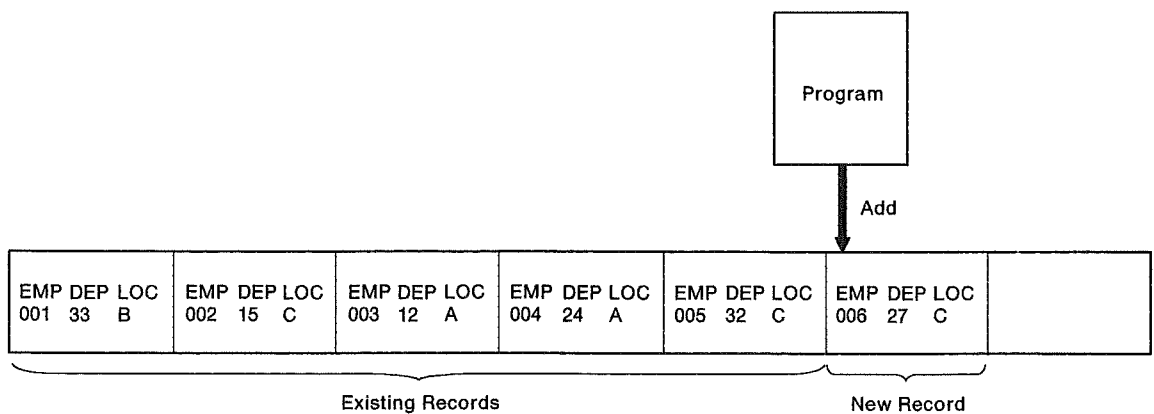 Program
Add
EMP DEP LOC EMP DEP LOC EMP DEP LOC EMP DEP LOC EMP DEP LOC EMP DEP LOC
001 33 B 002 15 C 003 12 A 004 24 A 005 32 C 006 27 C
Existing Records New Record